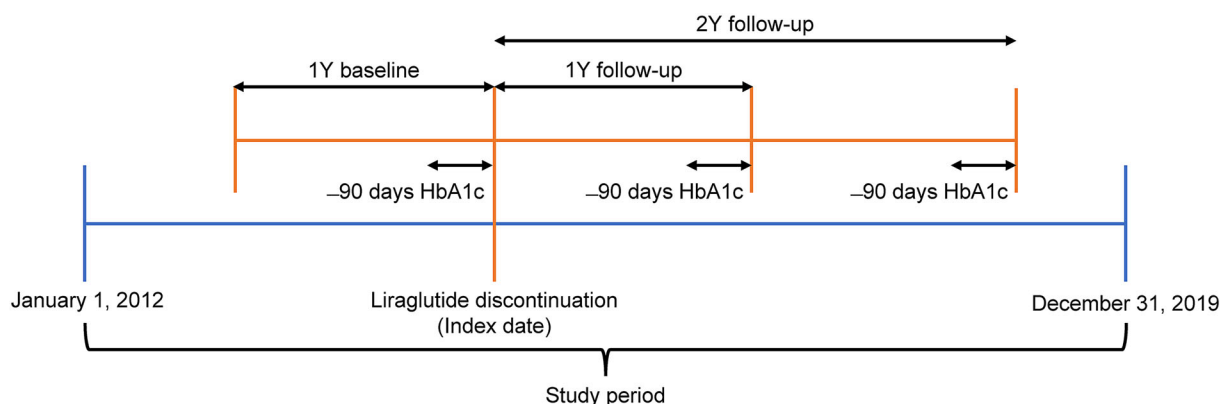 2Y follow-up
1Y baseline
1Y follow-up
–90 days HbA1c
–90 days HbA1c
–90 days HbA1c
January 1, 2012
Liraglutide discontinuation
(Index date)
December 31, 2019
Study period